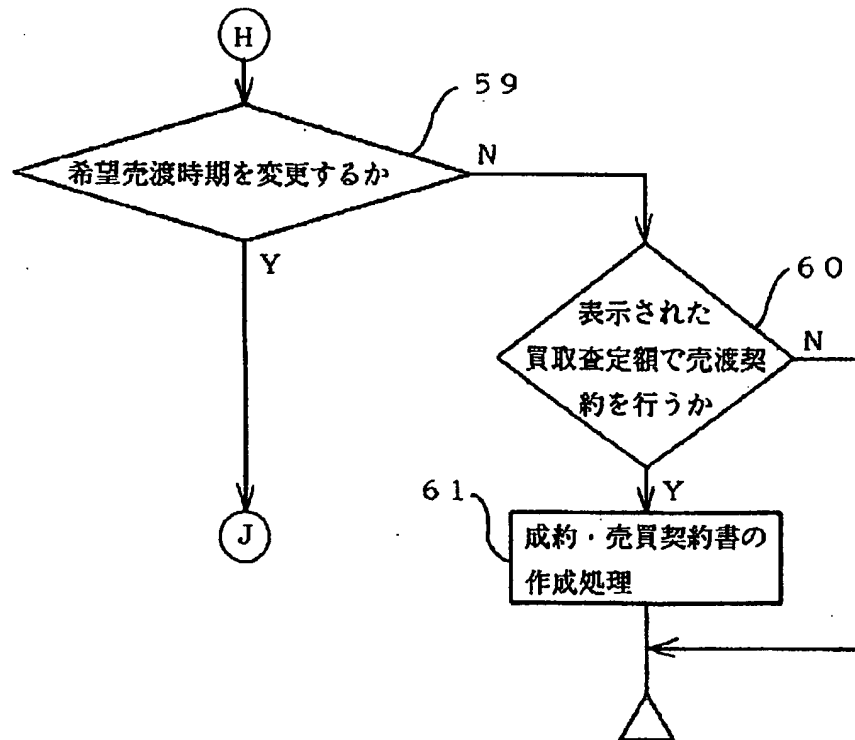 H
５９
希望売渡時期を変更するか
N
Y
６０
表示された
買取査定額で売渡契
約を行うか
N
J
６１
Y
成約・売買契約書の
作成処理